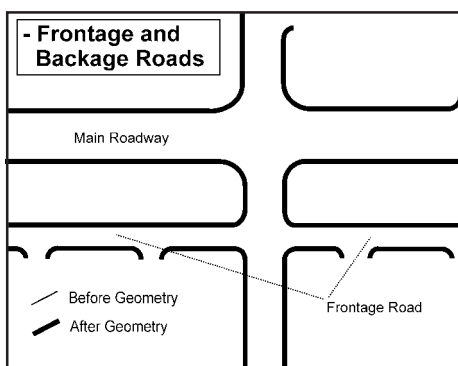 - Frontage and
Backage Roads
Main Roadway
Before Geometry
After Geometry
Frontage Road